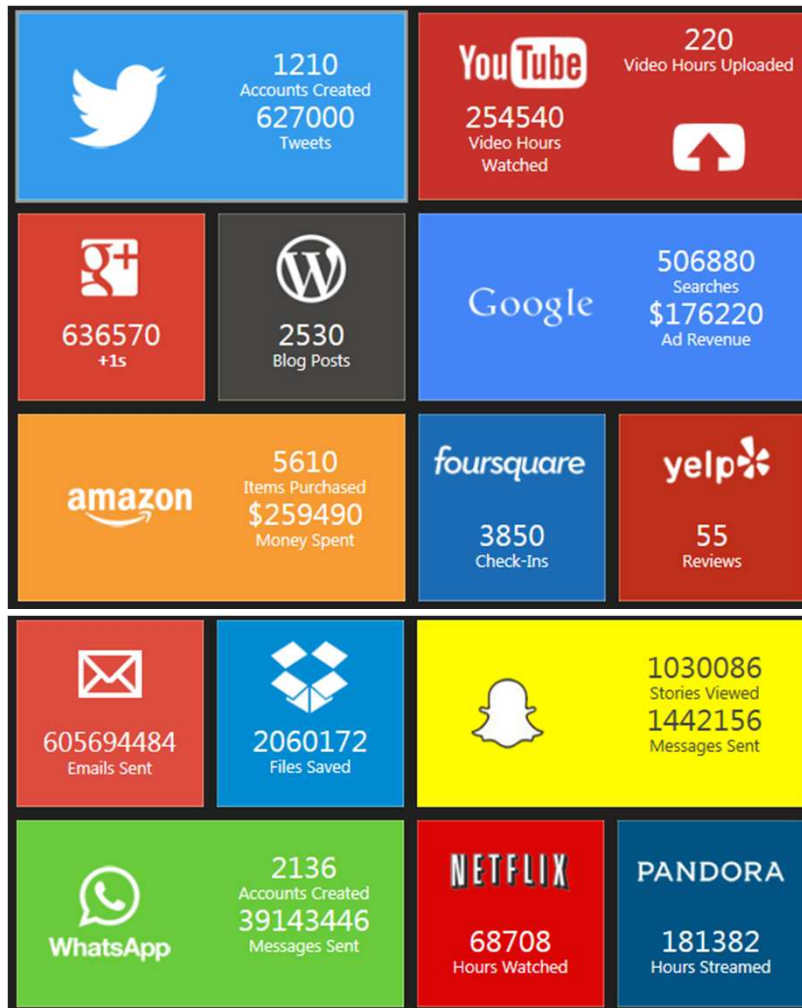 1210
Accounts Created
627000
Tweets
YouTube
254540
Video Hours
Watched
220
Video Hours Uploaded
g+
636570
+1s
W
2530
Blog Posts
Google
506880
Searches
$176220
Ad Revenue
amazon
5610
Items Purchased
$259490
Money Spent
foursquare
3850
Check-Ins
yelp
55
Reviews
605694484
Emails Sent
2060172
Files Saved
1030086
Stories Viewed
1442156
Messages Sent
WhatsApp
2136
Accounts Created
39143446
Messages Sent
NETFLIX
68708
Hours Watched
PANDORA
181382
Hours Streamed